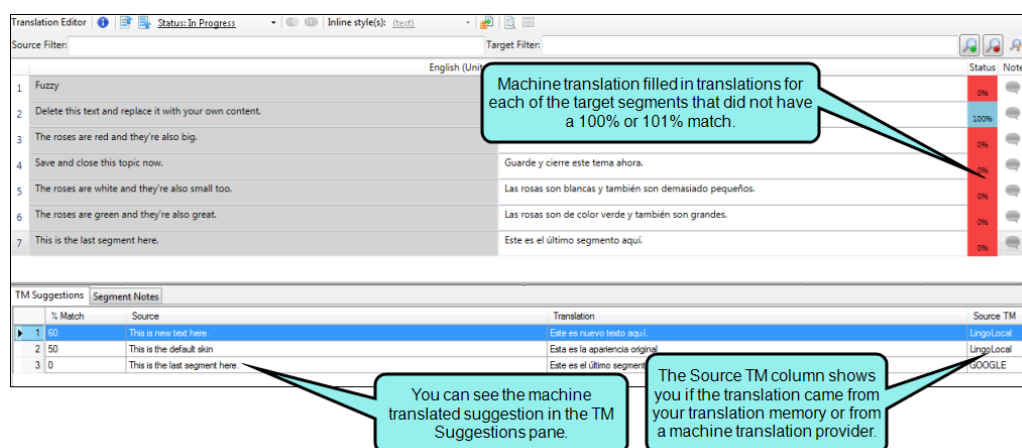 Translation Editor Status: In Progress Inline style(s): (text)
Source Filter: Target Filter:
English (Unit Status Note
1 Fuzzy 0%
2 Delete this text and replace it with your own content. 100%
3 The roses are red and they're also big. 0%
4 Save and close this topic now. Guarde y cierre este tema ahora. 0%
5 The roses are white and they're also small too. Las rosas son blancas y también son demasiado pequeños. 0%
6 The roses are green and they're also great. Las rosas son de color verde y también son grandes. 0%
7 This is the last segment here. Este es el último segmento aquí. 0%
Machine translation filled in translations for
each of the target segments that did not have
a 100% or 101% match.
TM Suggestions Segment Notes
% Match Source Translation Source TM
1 60 This is new text here. Este es nuevo texto aquí. LingoLocal
2 50 This is the default skin Esta es la apariencia original LingoLocal
3 0 This is the last segment here. Este es el último segment GOOGLE
You can see the machine
translated suggestion in the TM
Suggestions pane.
The Source TM column shows
you if the translation came from
your translation memory or from
a machine translation provider.